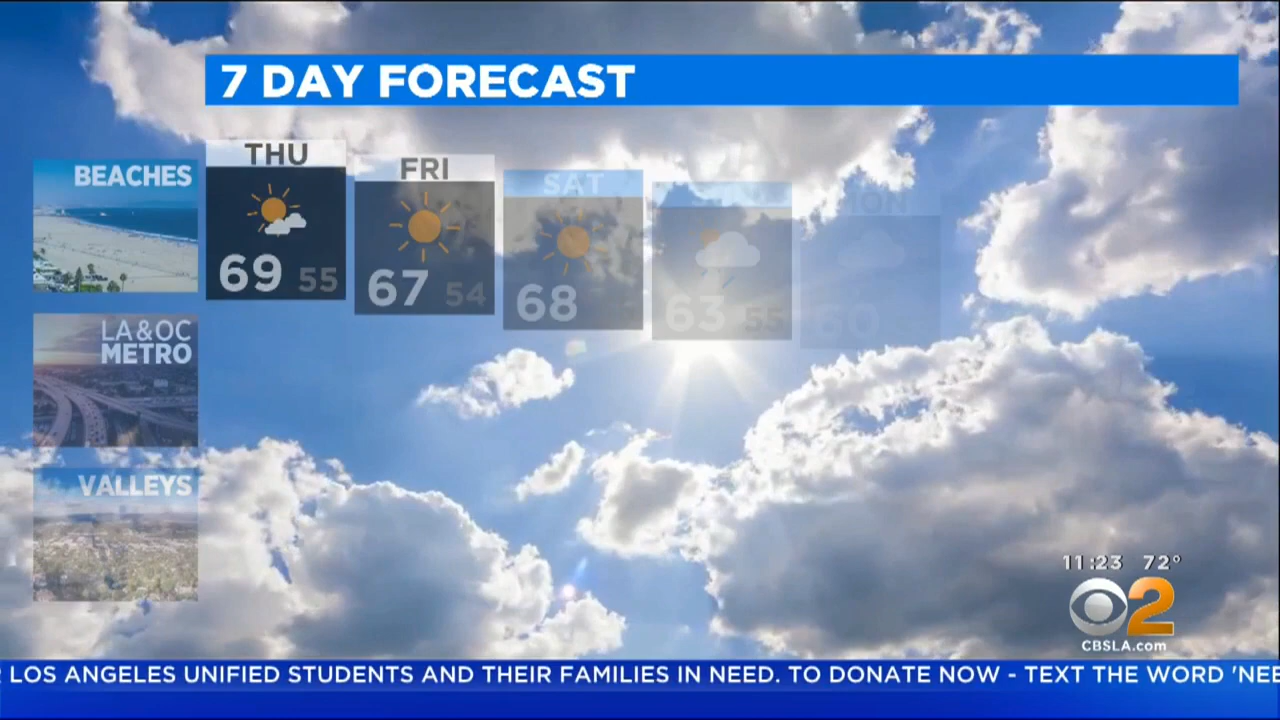 7 DAY FORECAST
BEACHES
THU
69 55
FRI
67 54
SAT
68
63 55
LA & OC
METRO
VALLEYS
11:23 72°
2
CBSLA.com
LOS ANGELES UNIFIED STUDENTS AND THEIR FAMILIES IN NEED. TO DONATE NOW - TEXT THE WORD 'NEE